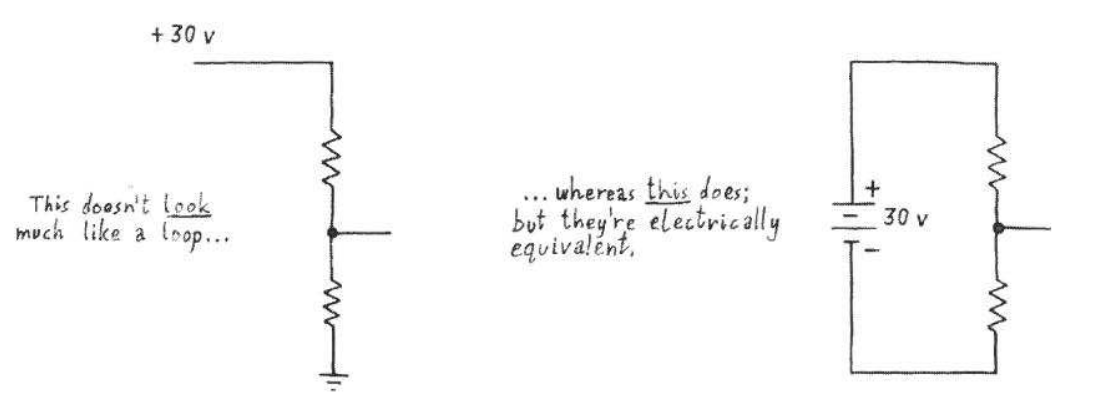 + 30 v
This doesn't look
much like a loop...
...whereas this does;
but they're electrically
equivalent.
+
30 v
-